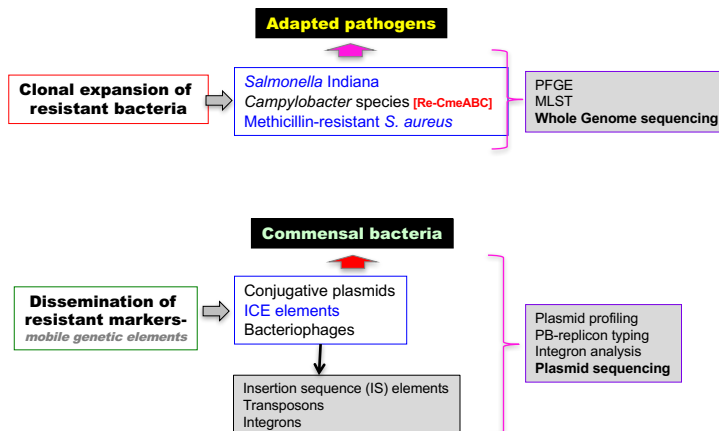 Adapted pathogens
Clonal expansion of
resistant bacteria
Salmonella Indiana
Campylobacter species [Re-CmeABC]
Methicillin-resistant S. aureus
PFGE
MLST
Whole Genome sequencing
Commensal bacteria
Dissemination of
resistant markers-
mobile genetic elements
Conjugative plasmids
ICE elements
Bacteriophages
Plasmid profiling
PB-replicon typing
Integron analysis
Plasmid sequencing
Insertion sequence (IS) elements
Transposons
Integrons